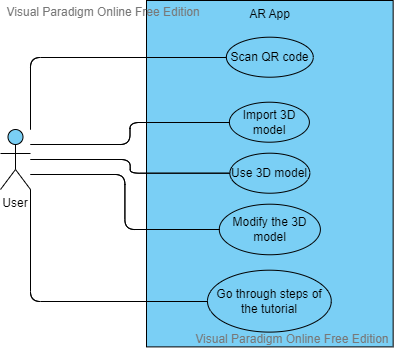 Visual Paradigm Online Free Edition
AR App
Scan QR code
Import 3D
model
Use 3D model
User
Modify the 3D
model
Go through steps of
the tutorial
Visual Paradigm Online Free Edition